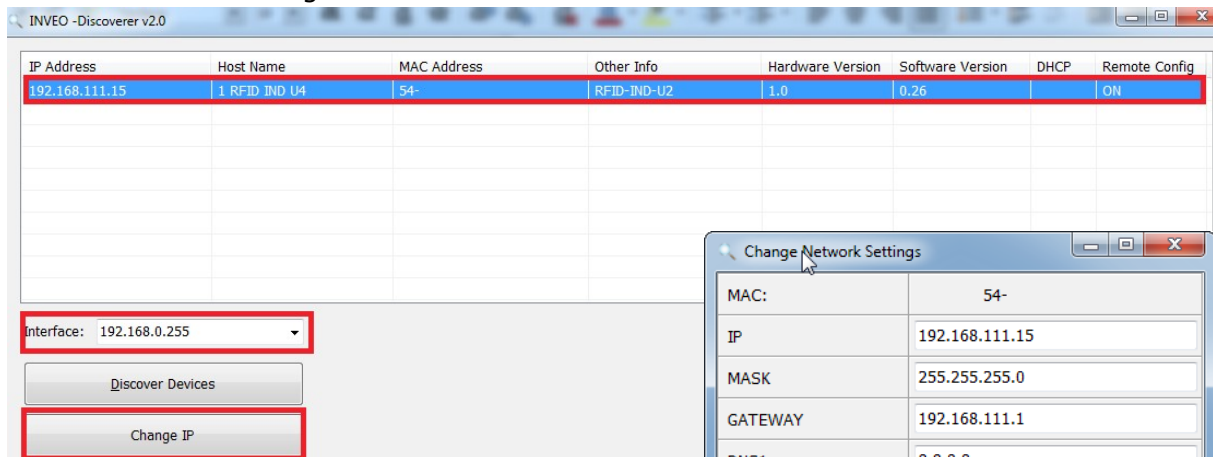 INVEO -Discoverer v2.0
IP Address Host Name MAC Address Other Info Hardware Version Software Version DHCP Remote Config
192.168.111.15 1 RFID IND U4 54- RFID-IND-U2 1.0 0.26 ON
Interface: 192.168.0.255
Discover Devices
Change IP
Change Network Settings
MAC: 54-
IP 192.168.111.15
MASK 255.255.255.0
GATEWAY 192.168.111.1